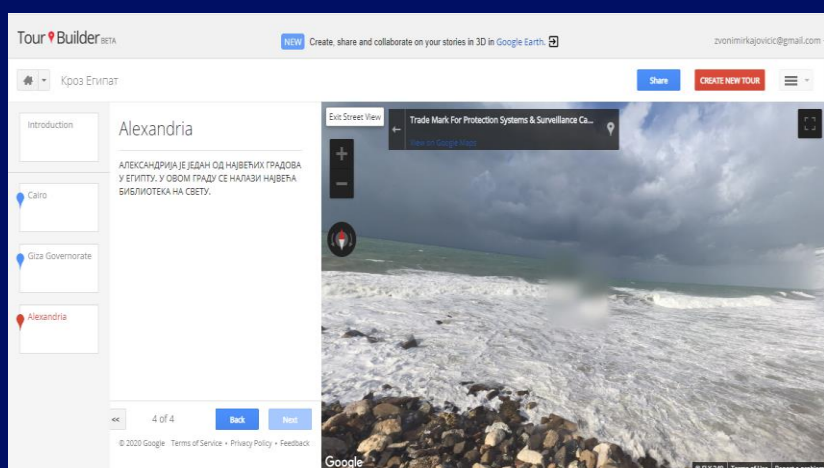 Tour Builder BETA
NEW Create, share and collaborate on your stories in 3D in Google Earth.
zvonimirkajovicic@gmail.com
Кроз Египат
Share
CREATE NEW TOUR
Introduction
Cairo
Giza Governorate
Alexandria
Alexandria
АЛЕКСАНДРИЈА ЈЕ ЈЕДАН ОД НАЈВЕЋИХ ГРАДОВА
У ЕГИПТУ. У ОВОМ ГРАДУ СЕ НАЛАЗИ НАЈВЕЋА
БИБЛИОТЕКА НА СВЕТУ.
<< 4 of 4 Back Next
© 2020 Google Terms of Service • Privacy Policy • Feedback
Exit Street View
Trade Mark For Protection Systems & Surveillance Ca...
View on Google Maps
Google
Terms of Use